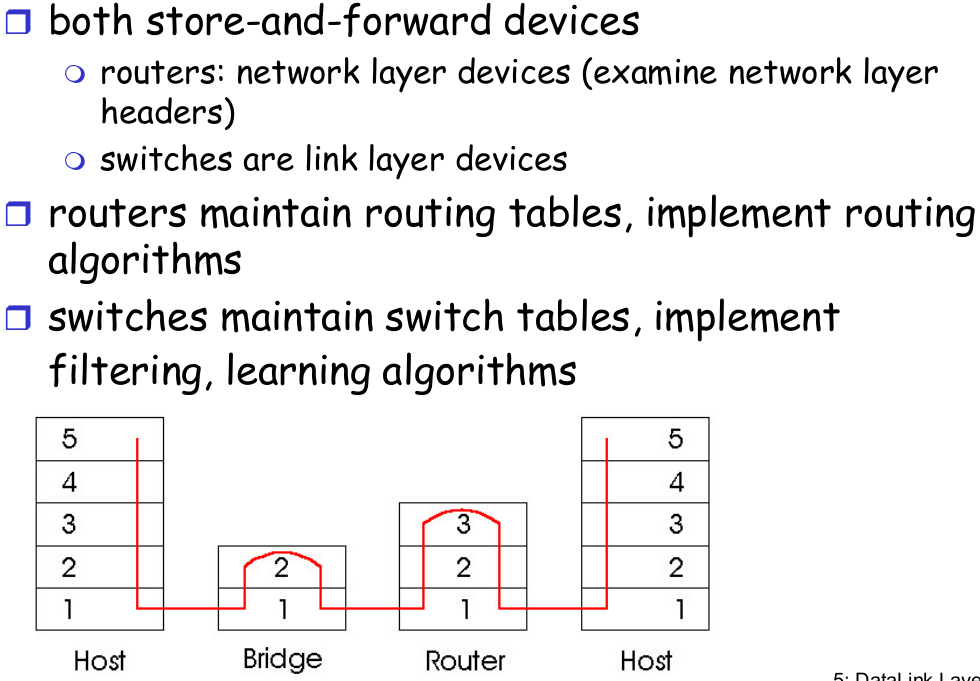 both store-and-forward devices
routers: network layer devices (examine network layer
headers)
switches are link layer devices
routers maintain routing tables, implement routing
algorithms
switches maintain switch tables, implement
filtering, learning algorithms
5 5
4 4
3 3 3
2 2 2 2
1 1 1 1
Host Bridge Router Host
5: DataLink